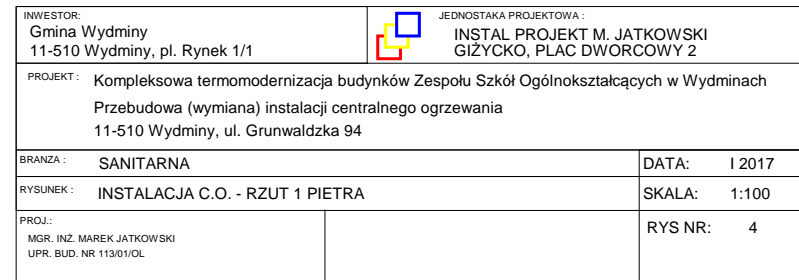 INWESTOR:
Gmina Wydminy
11-510 Wydminy, pl. Rynek 1/1
JEDNOSTAKA PROJEKTOWA :
INSTAL PROJEKT M. JATKOWSKI
GIŻYCKO, PLAC DWORCOWY 2
PROJEKT : Kompleksowa termomodernizacja budynków Zespołu Szkół Ogólnokształcących w Wydminach
Przebudowa (wymiana) instalacji centralnego ogrzewania
11-510 Wydminy, ul. Grunwaldzka 94
BRANZA : SANITARNA
DATA: I 2017
RYSUNEK : INSTALACJA C.O. - RZUT 1 PIETRA
SKALA: 1:100
PROJ.:
MGR. INŻ. MAREK JATKOWSKI
UPR. BUD. NR 113/01/OL
RYS NR: 4